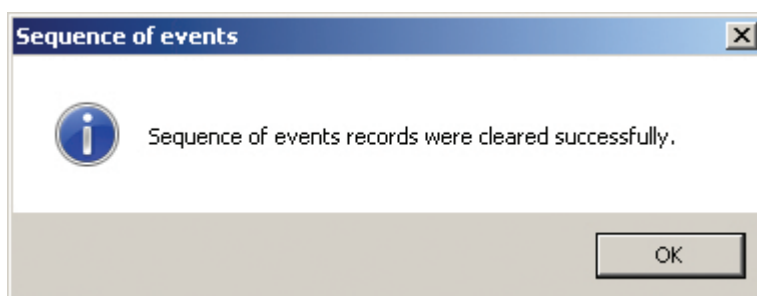 Sequence of events
Sequence of events records were cleared successfully.
OK